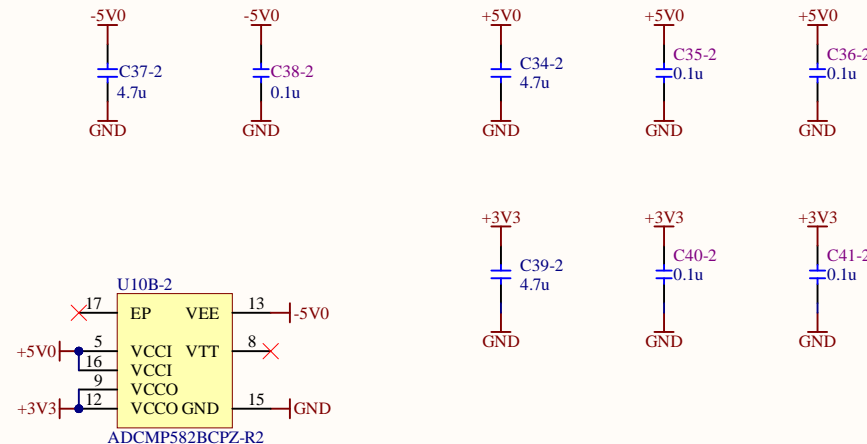 -5V0 -5V0 +5V0 +5V0 +5V0
C37-2 C38-2 C34-2 C35-2 C36-2
4.7u 0.1u 4.7u 0.1u 0.1u
GND GND GND GND GND
+3V3 +3V3 +3V3
C39-2 C40-2 C41-2
4.7u 0.1u 0.1u
GND GND GND
U10B-2
17 EP VEE 13 -5V0
+5V0 5 VCCI VTT 8
16 VCCI
9 VCCO
+3V3 12 VCCO GND 15 GND
ADCMP582BCPZ-R2